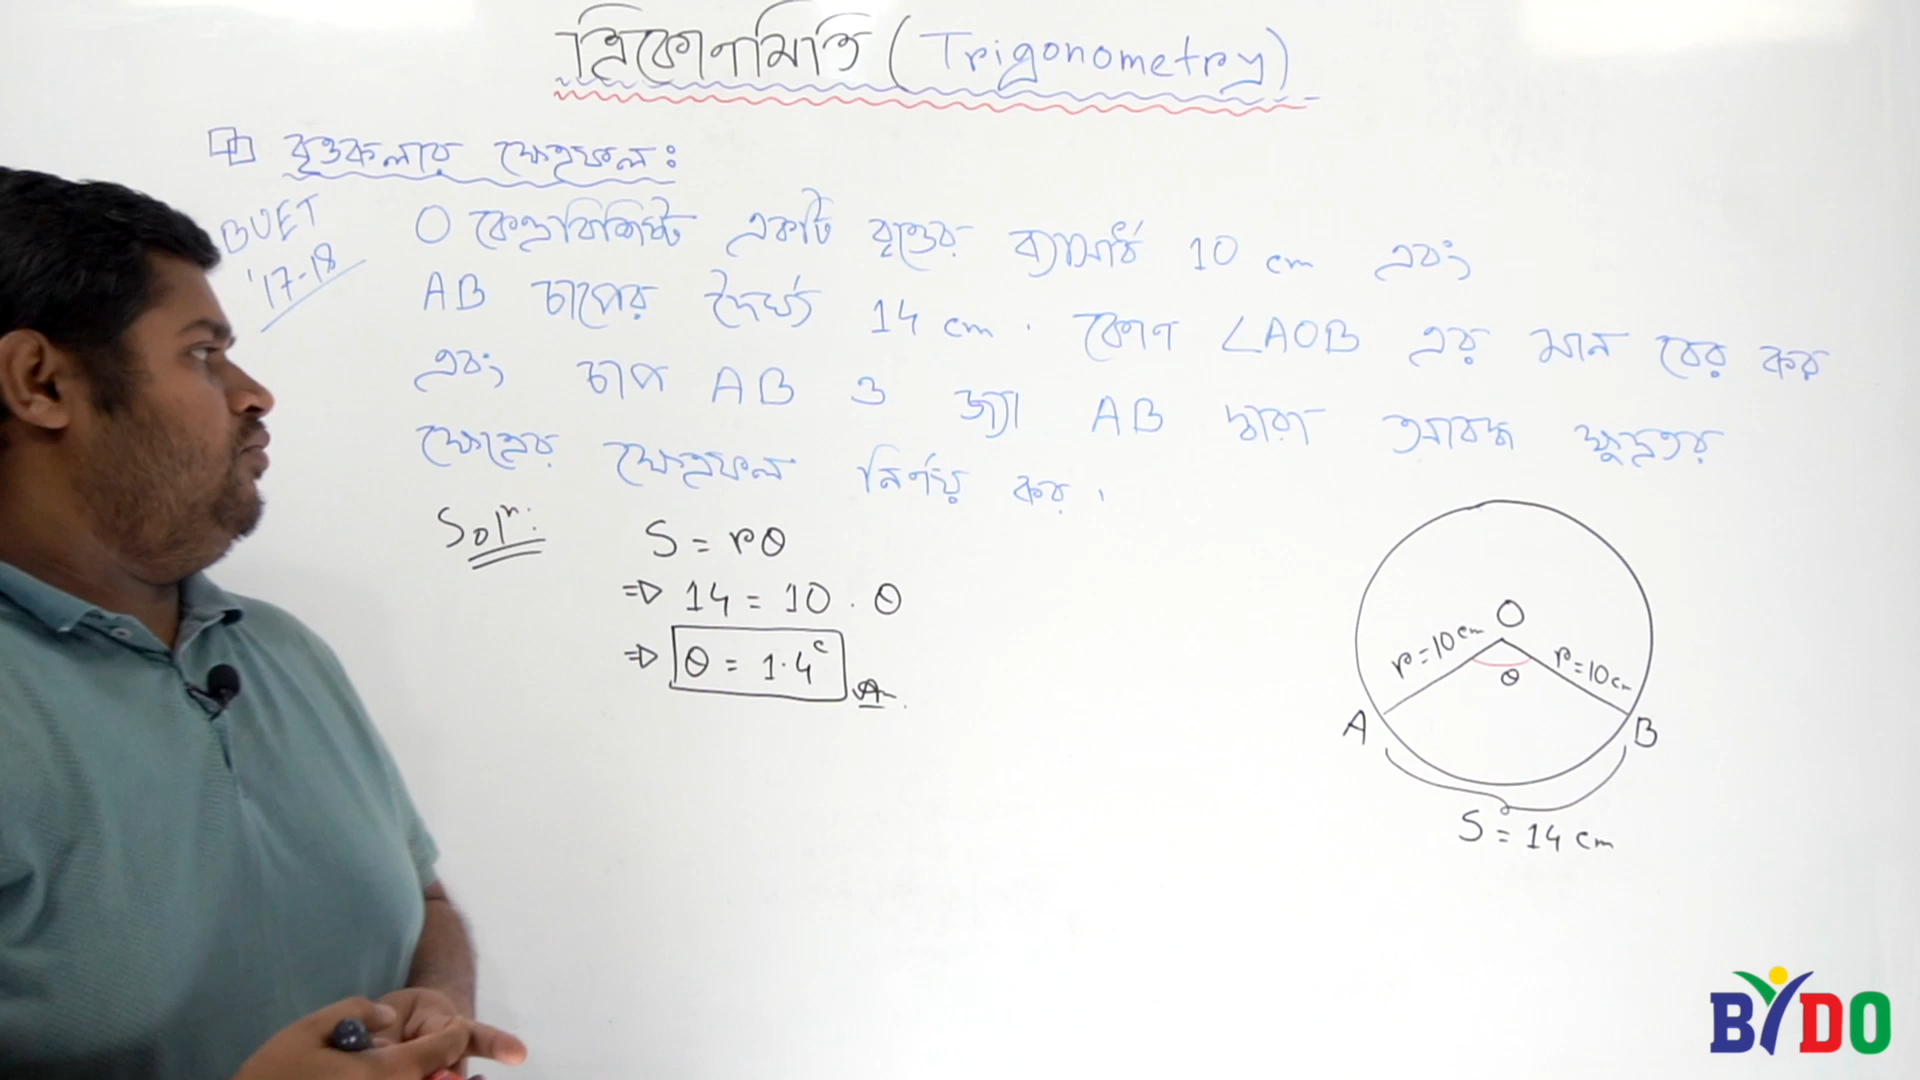 ত্রিকোণমিতি (Trigonometry)
বৃত্তকলার ক্ষেত্রফল:
BUET
'17-18
O কেন্দ্রবিশিষ্ট একটি বৃত্তের ব্যাসার্ধ 10 cm এবং
AB চাপের দৈর্ঘ্য 14 cm . কোণ ∠AOB এর মান বের কর
এবং চাপ AB ও জ্যা AB দ্বারা আবদ্ধ ক্ষুদ্রতর
ক্ষেত্রের ক্ষেত্রফল নির্ণয় কর ।
Solⁿ:
S = rθ
⇒ 14 = 10 . θ
⇒ θ = 1.4ᶜ
O
r = 10 cm
r = 10 cm
θ
A
B
S = 14 cm
BYDO